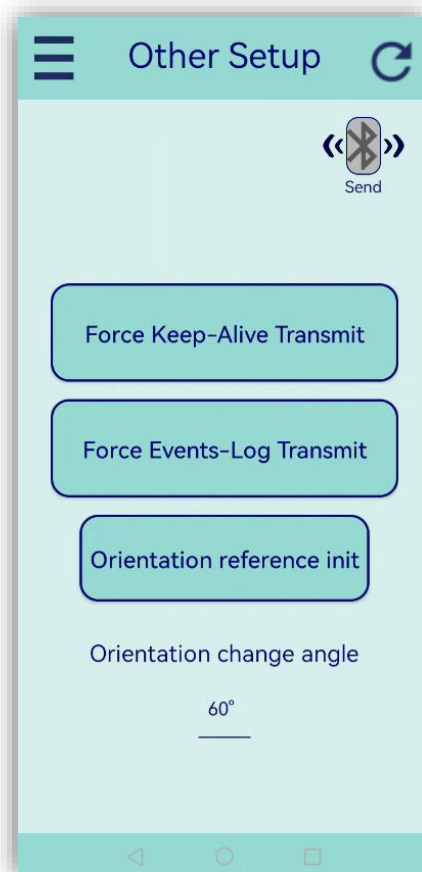 Other Setup
Send
Force Keep-Alive Transmit
Force Events-Log Transmit
Orientation reference init
Orientation change angle
60°